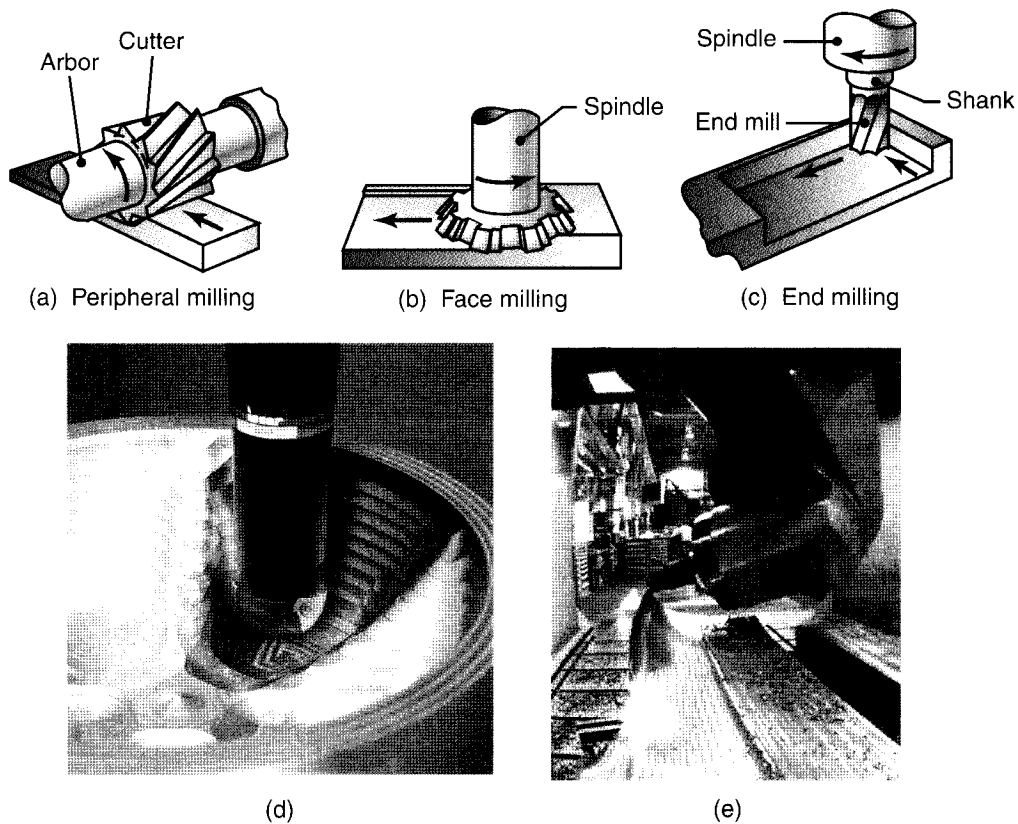 Arbor
Cutter
(a) Peripheral milling
Spindle
(b) Face milling
Spindle
Shank
End mill
(c) End milling
(d)
(e)